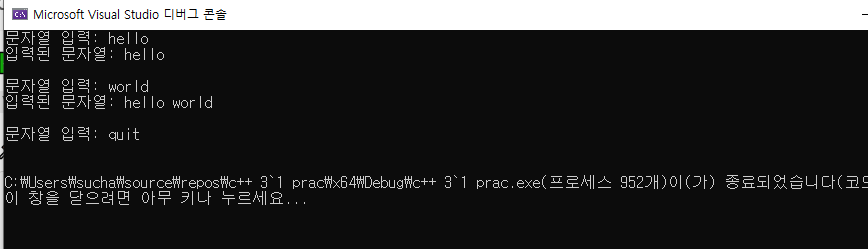 Microsoft Visual Studio 디버그 콘솔
문자열 입력: hello
입력된 문자열: hello
문자열 입력: world
입력된 문자열: hello world
문자열 입력: quit
C:\Users\sucha\source\repos\c++ 3`1 prac\x64\Debug\c++ 3`1 prac.exe(프로세스 952개)이(가) 종료되었습니다(코드
이 창을 닫으려면 아무 키나 누르세요...